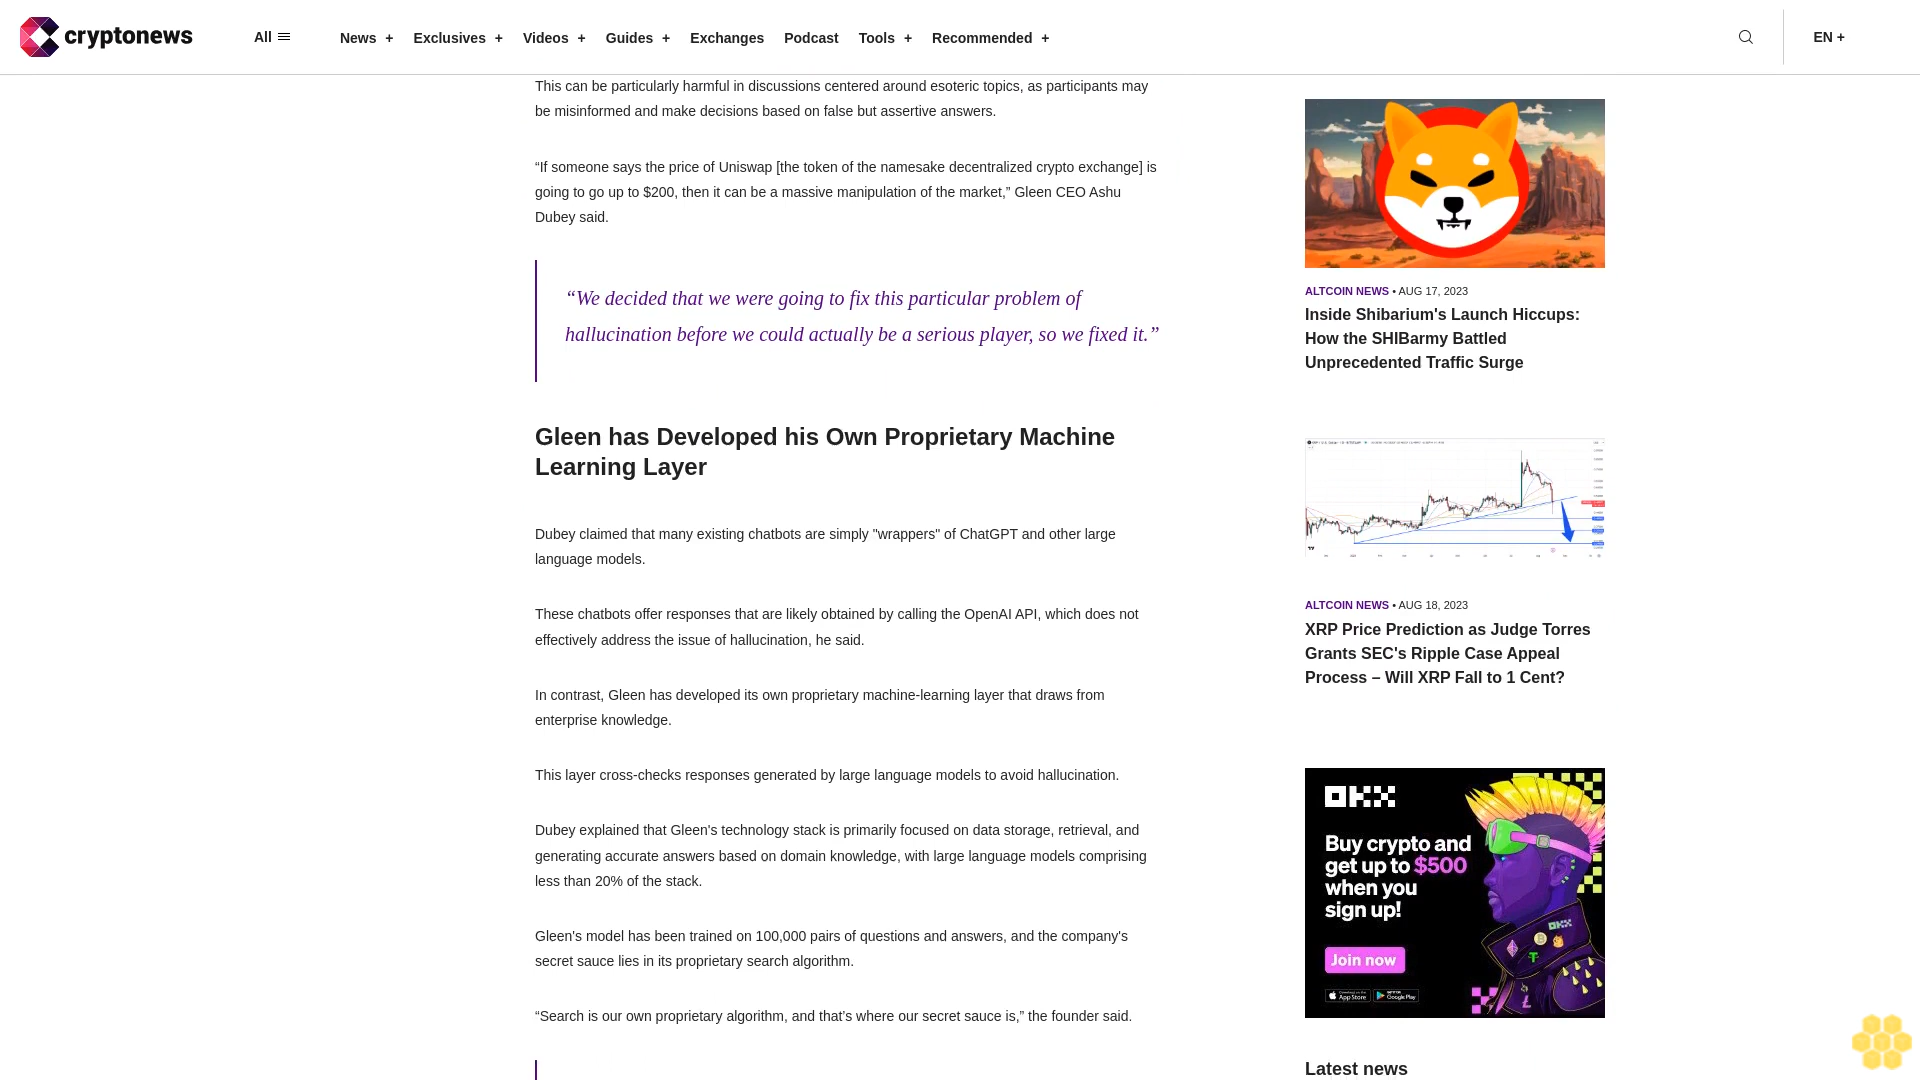 cryptonews
All
News +
Exclusives +
Videos +
Guides +
Exchanges
Podcast
Tools +
Recommended +
EN +
This can be particularly harmful in discussions centered around esoteric topics, as participants may
be misinformed and make decisions based on false but assertive answers.
“If someone says the price of Uniswap [the token of the namesake decentralized crypto exchange] is
going to go up to $200, then it can be a massive manipulation of the market,” Gleen CEO Ashu
Dubey said.
“We decided that we were going to fix this particular problem of
hallucination before we could actually be a serious player, so we fixed it.”
Gleen has Developed his Own Proprietary Machine
Learning Layer
Dubey claimed that many existing chatbots are simply "wrappers" of ChatGPT and other large
language models.
These chatbots offer responses that are likely obtained by calling the OpenAI API, which does not
effectively address the issue of hallucination, he said.
In contrast, Gleen has developed its own proprietary machine-learning layer that draws from
enterprise knowledge.
This layer cross-checks responses generated by large language models to avoid hallucination.
Dubey explained that Gleen's technology stack is primarily focused on data storage, retrieval, and
generating accurate answers based on domain knowledge, with large language models comprising
less than 20% of the stack.
Gleen's model has been trained on 100,000 pairs of questions and answers, and the company's
secret sauce lies in its proprietary search algorithm.
“Search is our own proprietary algorithm, and that’s where our secret sauce is,” the founder said.
ALTCOIN NEWS • AUG 17, 2023
Inside Shibarium's Launch Hiccups:
How the SHIBarmy Battled
Unprecedented Traffic Surge
ALTCOIN NEWS • AUG 18, 2023
XRP Price Prediction as Judge Torres
Grants SEC's Ripple Case Appeal
Process – Will XRP Fall to 1 Cent?
OKX
Buy crypto and
get up to $500
when you
sign up!
OKX
Join now
App Store
Google Play
Latest news